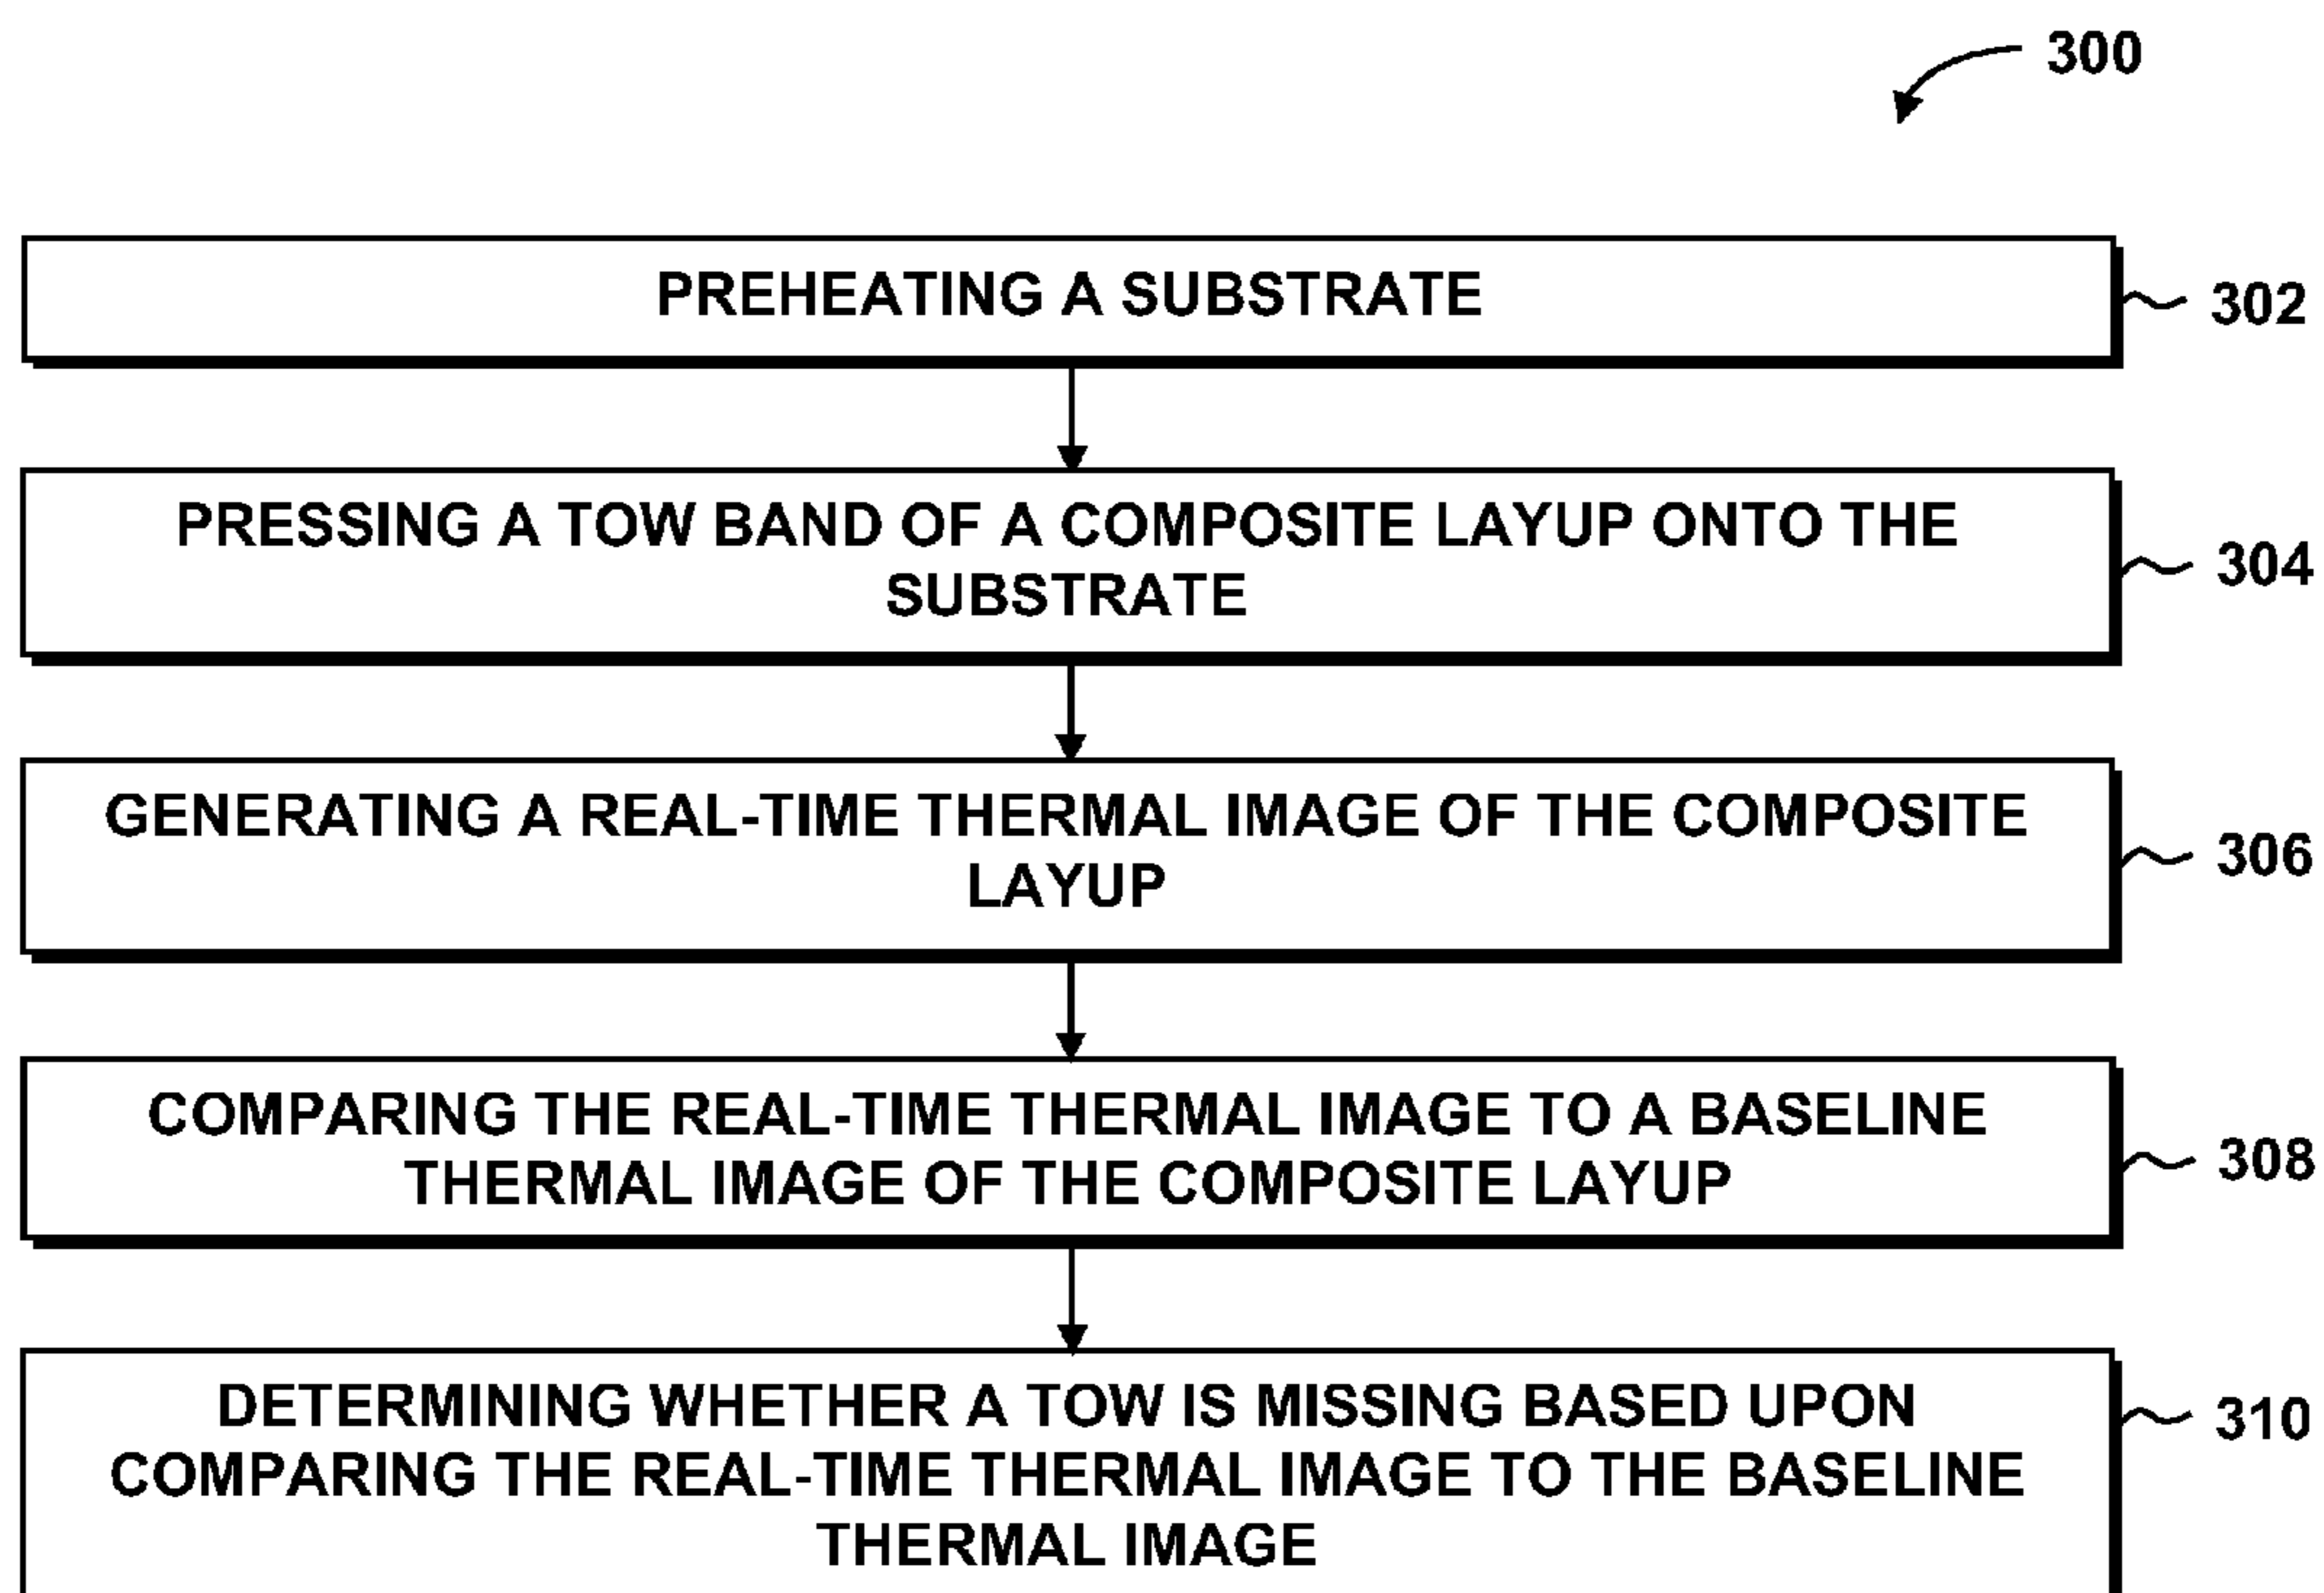 300
PREHEATING A SUBSTRATE
302
PRESSING A TOW BAND OF A COMPOSITE LAYUP ONTO THE
SUBSTRATE
304
GENERATING A REAL-TIME THERMAL IMAGE OF THE COMPOSITE
LAYUP
306
COMPARING THE REAL-TIME THERMAL IMAGE TO A BASELINE
THERMAL IMAGE OF THE COMPOSITE LAYUP
308
DETERMINING WHETHER A TOW IS MISSING BASED UPON
COMPARING THE REAL-TIME THERMAL IMAGE TO THE BASELINE
THERMAL IMAGE
310